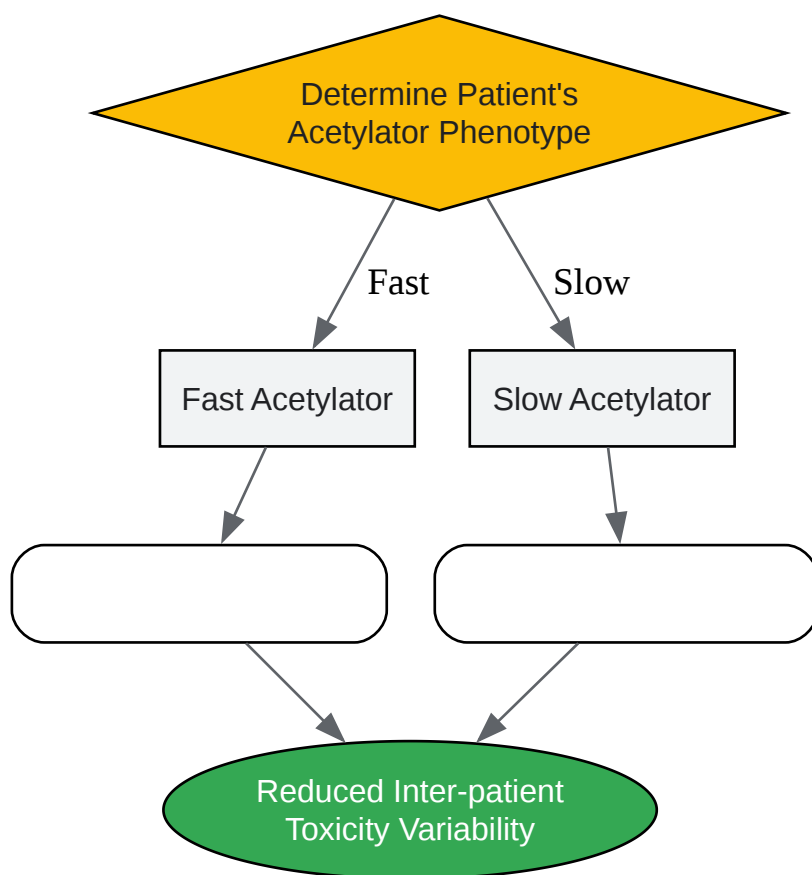 Determine Patient's
Acetylator Phenotype
Fast
Slow
Fast Acetylator
Slow Acetylator
Reduced Inter-patient
Toxicity Variability